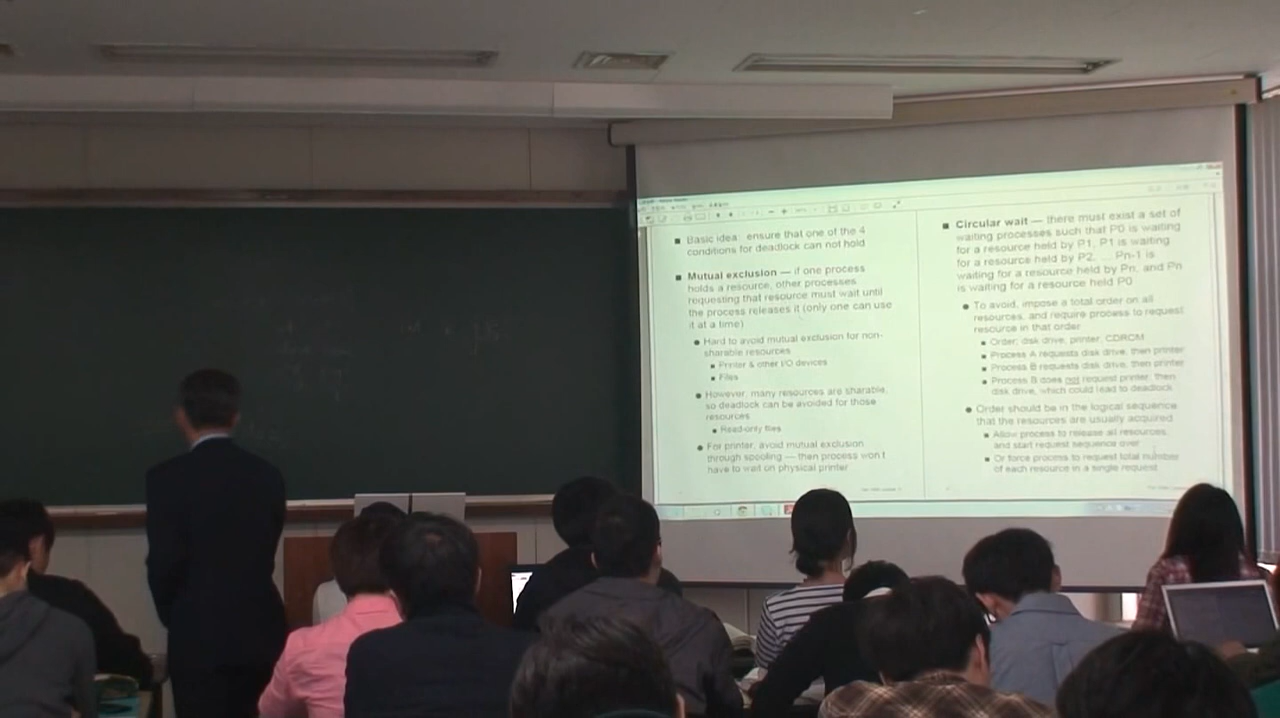 ■ Basic idea: ensure that one of the 4
conditions for deadlock can not hold
■ Mutual exclusion — if one process
holds a resource, other processes
requesting that resource must wait until
the process releases it (only one can use
it at a time)
● Hard to avoid mutual exclusion for non-
sharable resources
■ Printer & other I/O devices
■ Files
● However, many resources are sharable,
so deadlock can be avoided for those
resources
■ Read-only files
● For printer, avoid mutual exclusion
through spooling — then process won't
have to wait on physical printer
■ Circular wait — there must exist a set of
waiting processes such that P0 is waiting
for a resource held by P1, P1 is waiting
for a resource held by P2, ... Pn-1 is
waiting for a resource held by Pn, and Pn
is waiting for a resource held P0
● To avoid, impose a total order on all
resources, and require process to request
resource in that order
■ Order: disk drive, printer, CDROM
■ Process A requests disk drive, then printer
■ Process B requests disk drive, then printer
■ Process B does not request printer, then
disk drive, which could lead to deadlock
● Order should be in the logical sequence
that the resources are usually acquired
■ Allow process to release all resources,
and start request sequence over
■ Or force process to request total number
of each resource in a single request